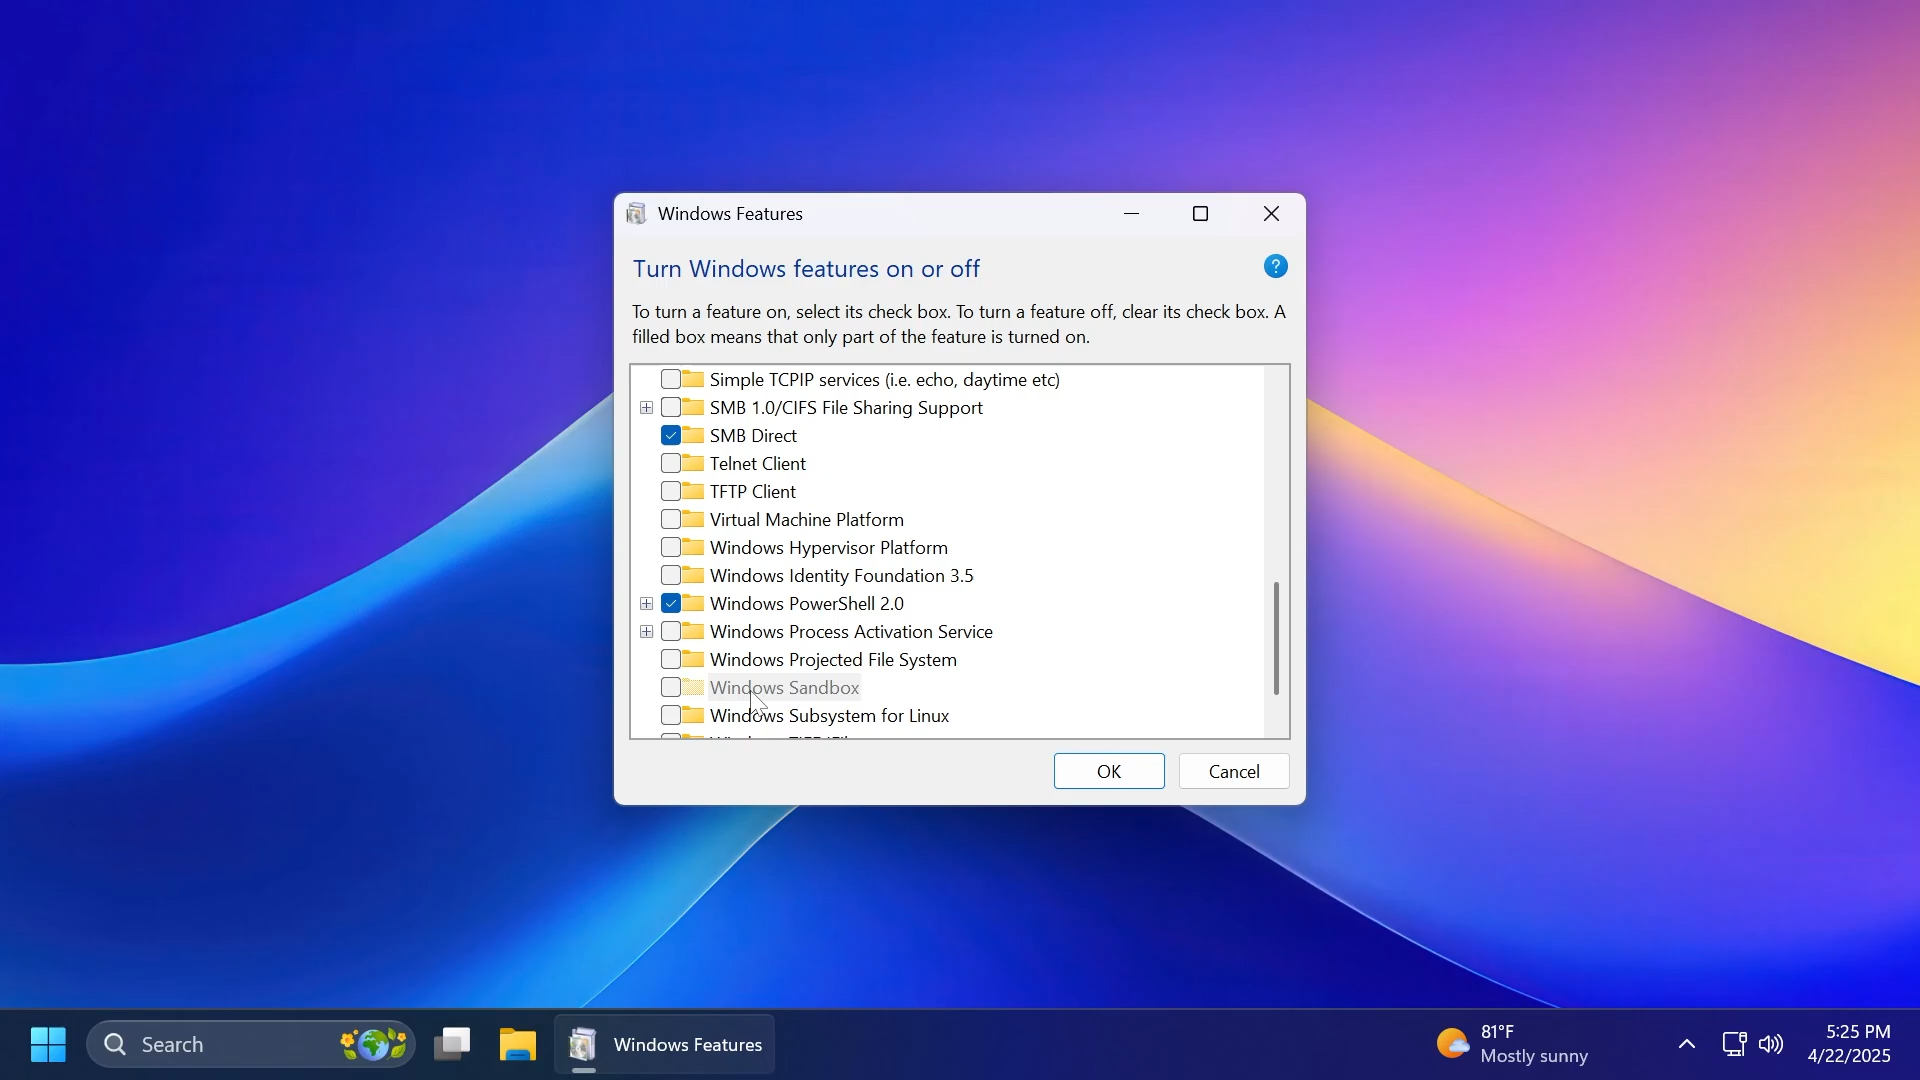 Windows Features
Turn Windows features on or off
?
To turn a feature on, select its check box. To turn a feature off, clear its check box. A
filled box means that only part of the feature is turned on.
Simple TCPIP services (i.e. echo, daytime etc)
SMB 1.0/CIFS File Sharing Support
SMB Direct
Telnet Client
TFTP Client
Virtual Machine Platform
Windows Hypervisor Platform
Windows Identity Foundation 3.5
Windows PowerShell 2.0
Windows Process Activation Service
Windows Projected File System
Windows Sandbox
Windows Subsystem for Linux
OK
Cancel
Search
Windows Features
81°F
Mostly sunny
5:25 PM
4/22/2025